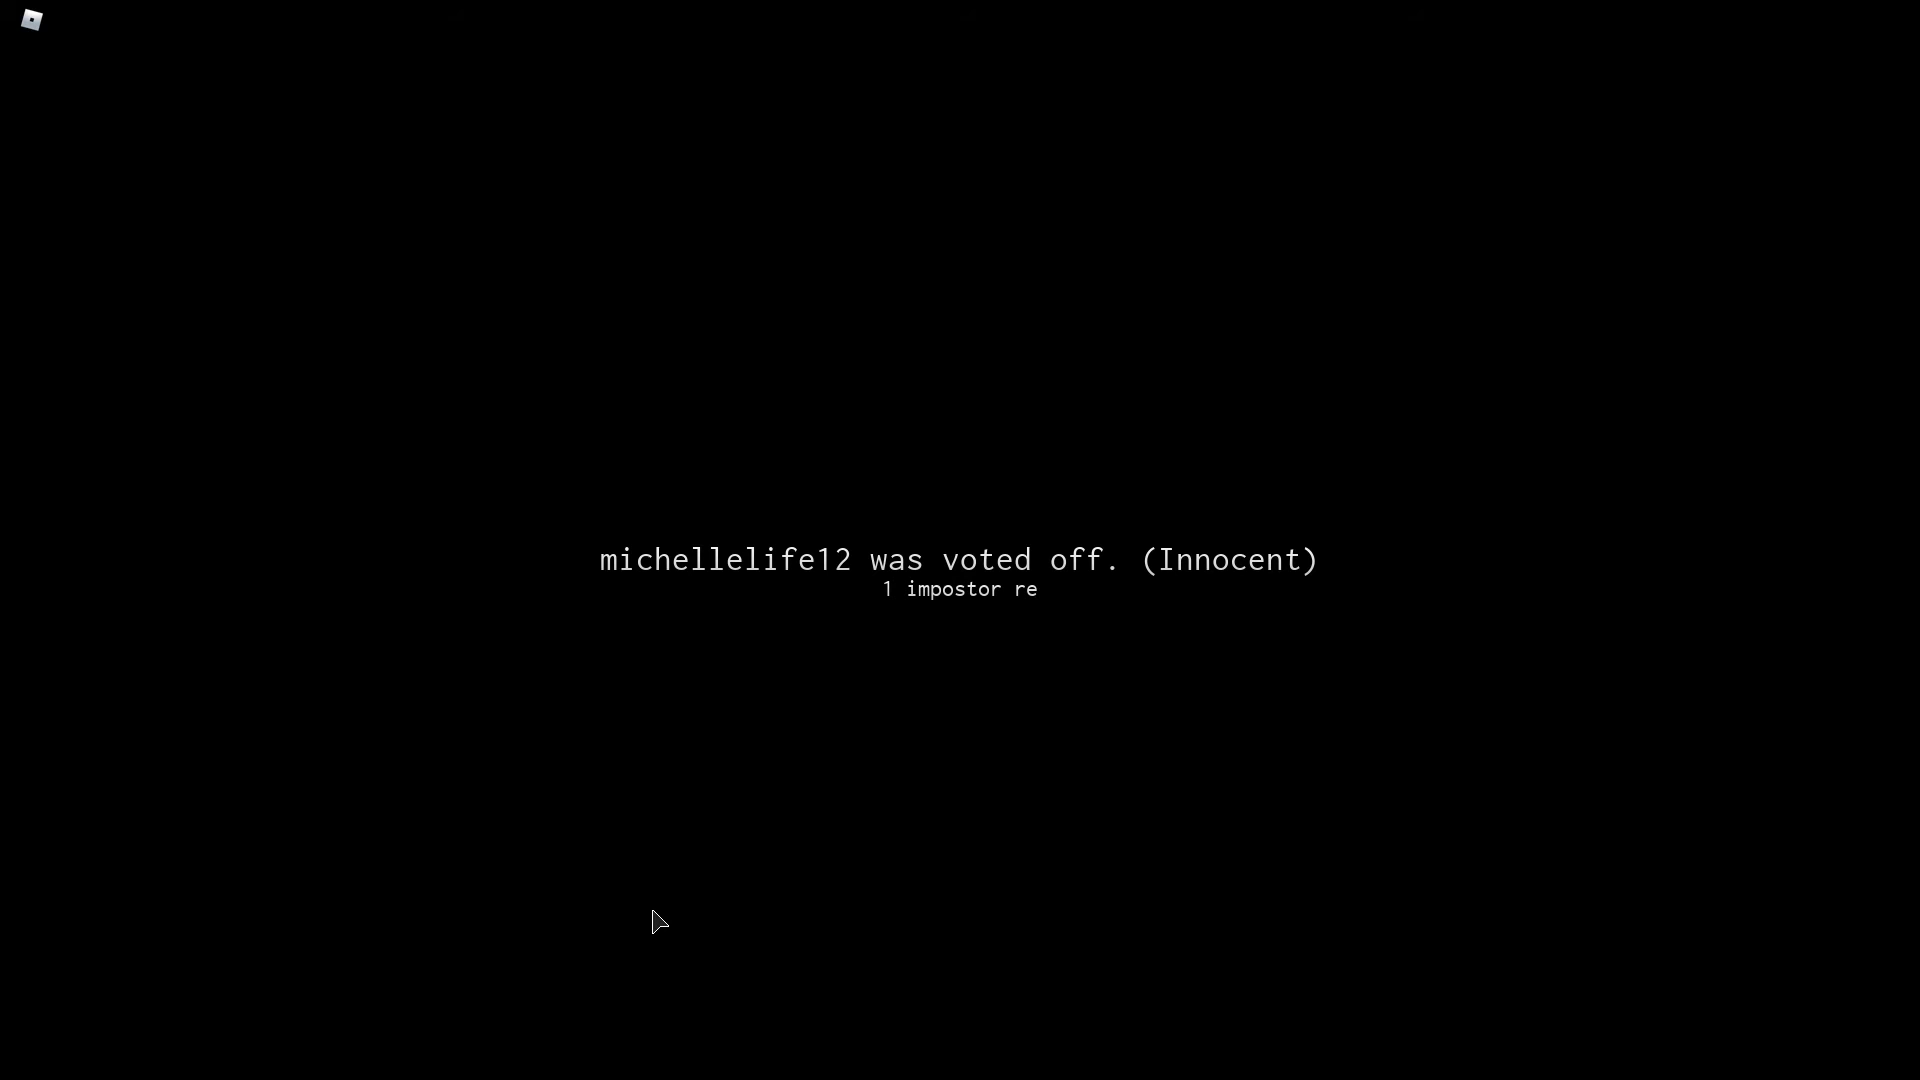 michellelife12 was voted off. (Innocent)
1 impostor re